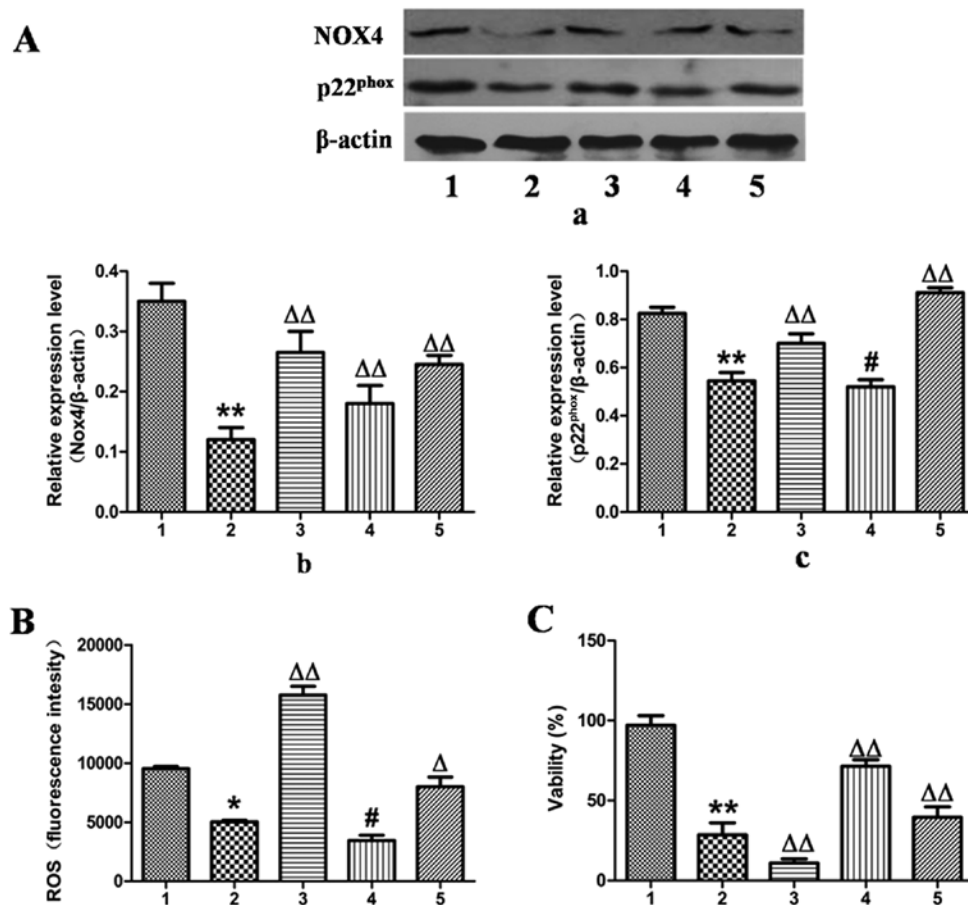 A
NOX4
p22phox
β-actin
1 2 3 4 5
a
Relative expression level
(Nox4/β-actin)
0.4
0.3
0.2
0.1
0.0
**
ΔΔ
ΔΔ
ΔΔ
1 2 3 4 5
b
Relative expression level
(p22phox/β-actin)
1.0
0.8
0.6
0.4
0.2
0.0
**
ΔΔ
#
ΔΔ
1 2 3 4 5
c
B
ROS (fluorescence intesity)
20000
15000
10000
5000
0
*
ΔΔ
#
Δ
1 2 3 4 5
C
Vability (%)
150
100
50
0
**
ΔΔ
ΔΔ
ΔΔ
1 2 3 4 5